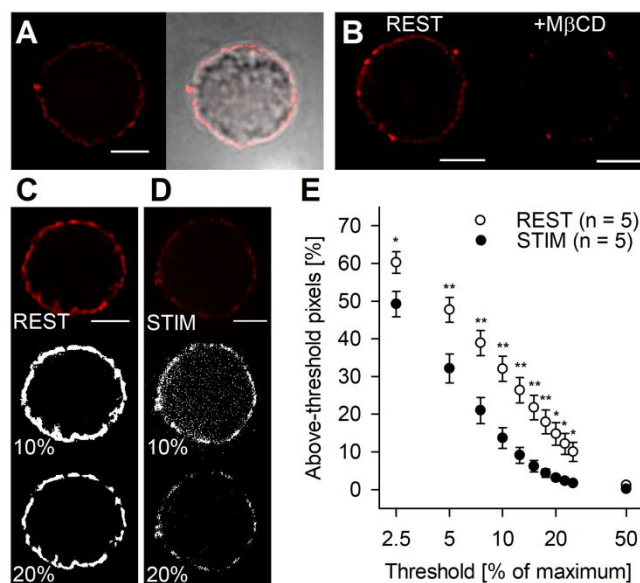 A
B
REST
+MβCD
C
REST
10%
20%
D
STIM
10%
20%
E
REST (n = 5)
STIM (n = 5)
Above-threshold pixels [%]
70
60
50
40
30
20
10
0
*
**
**
**
**
**
**
*
*
*
2.5
5
10
20
50
Threshold [% of maximum]